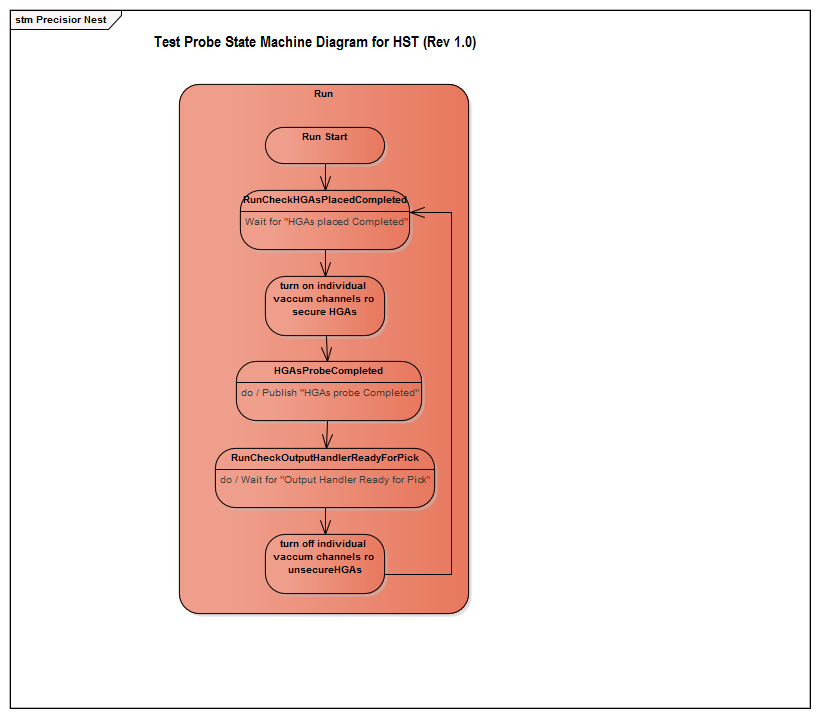 stm Precisior Nest
Test Probe State Machine Diagram for HST (Rev 1.0)
Run
Run Start
RunCheckHGAsPlacedCompleted
Wait for "HGAs placed Completed"
turn on individual
vaccum channels ro
secure HGAs
HGAsProbeCompleted
do / Publish "HGAs probe Completed"
RunCheckOutputHandlerReadyForPick
do / Wait for "Output Handler Ready for Pick"
turn off individual
vaccum channels ro
unsecureHGAs